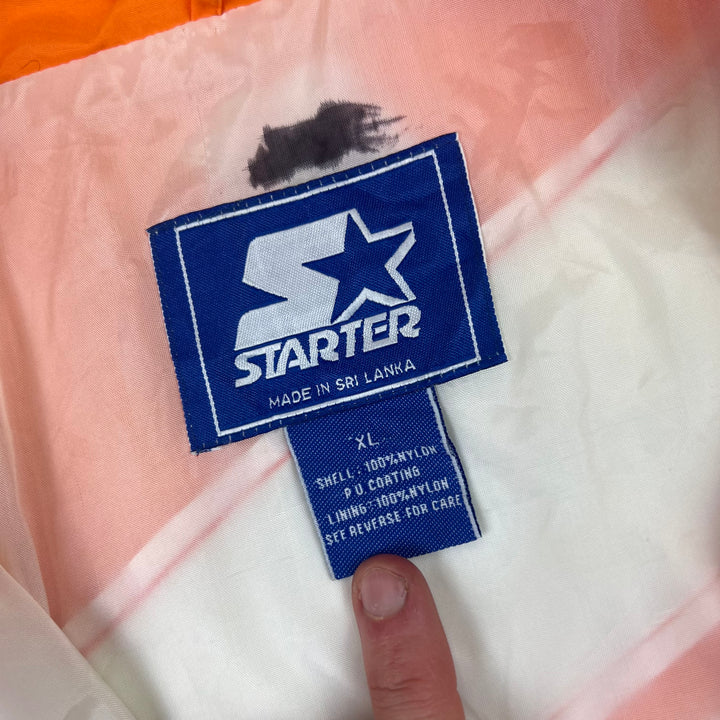 STARTER
MADE IN SRI LANKA
XL
SHELL : 100%NYLON
P U COATING
LINING : 100%NYLON
SEE REVERSE FOR CARE